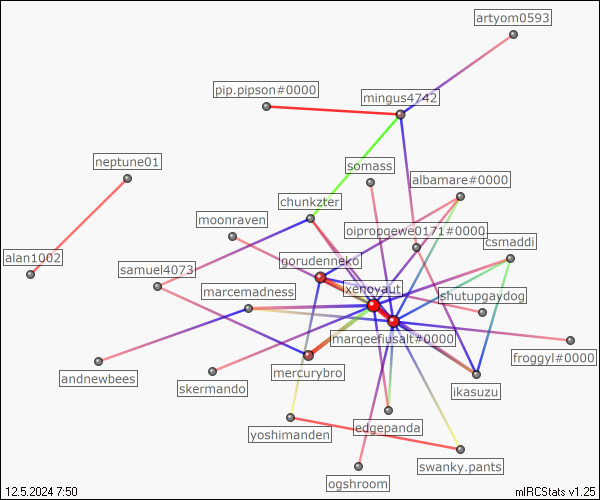 artyom0593
pip.pipson#0000
mingus4742
neptune01
somass
albamare#0000
chunkzter
moonraven
oipropqewe0171#0000
csmaddi
alan1002
samuel4073
gorudenneko
xenoyaut
marcemadness
shutupgaydog
marqeefiusalt#0000
froggyl#0000
andnewbees
skermando
mercurybro
ikasuzu
yoshimanden
edgepanda
swanky.pants
ogshroom
12.5.2024 7:50
mIRCStats v1.25